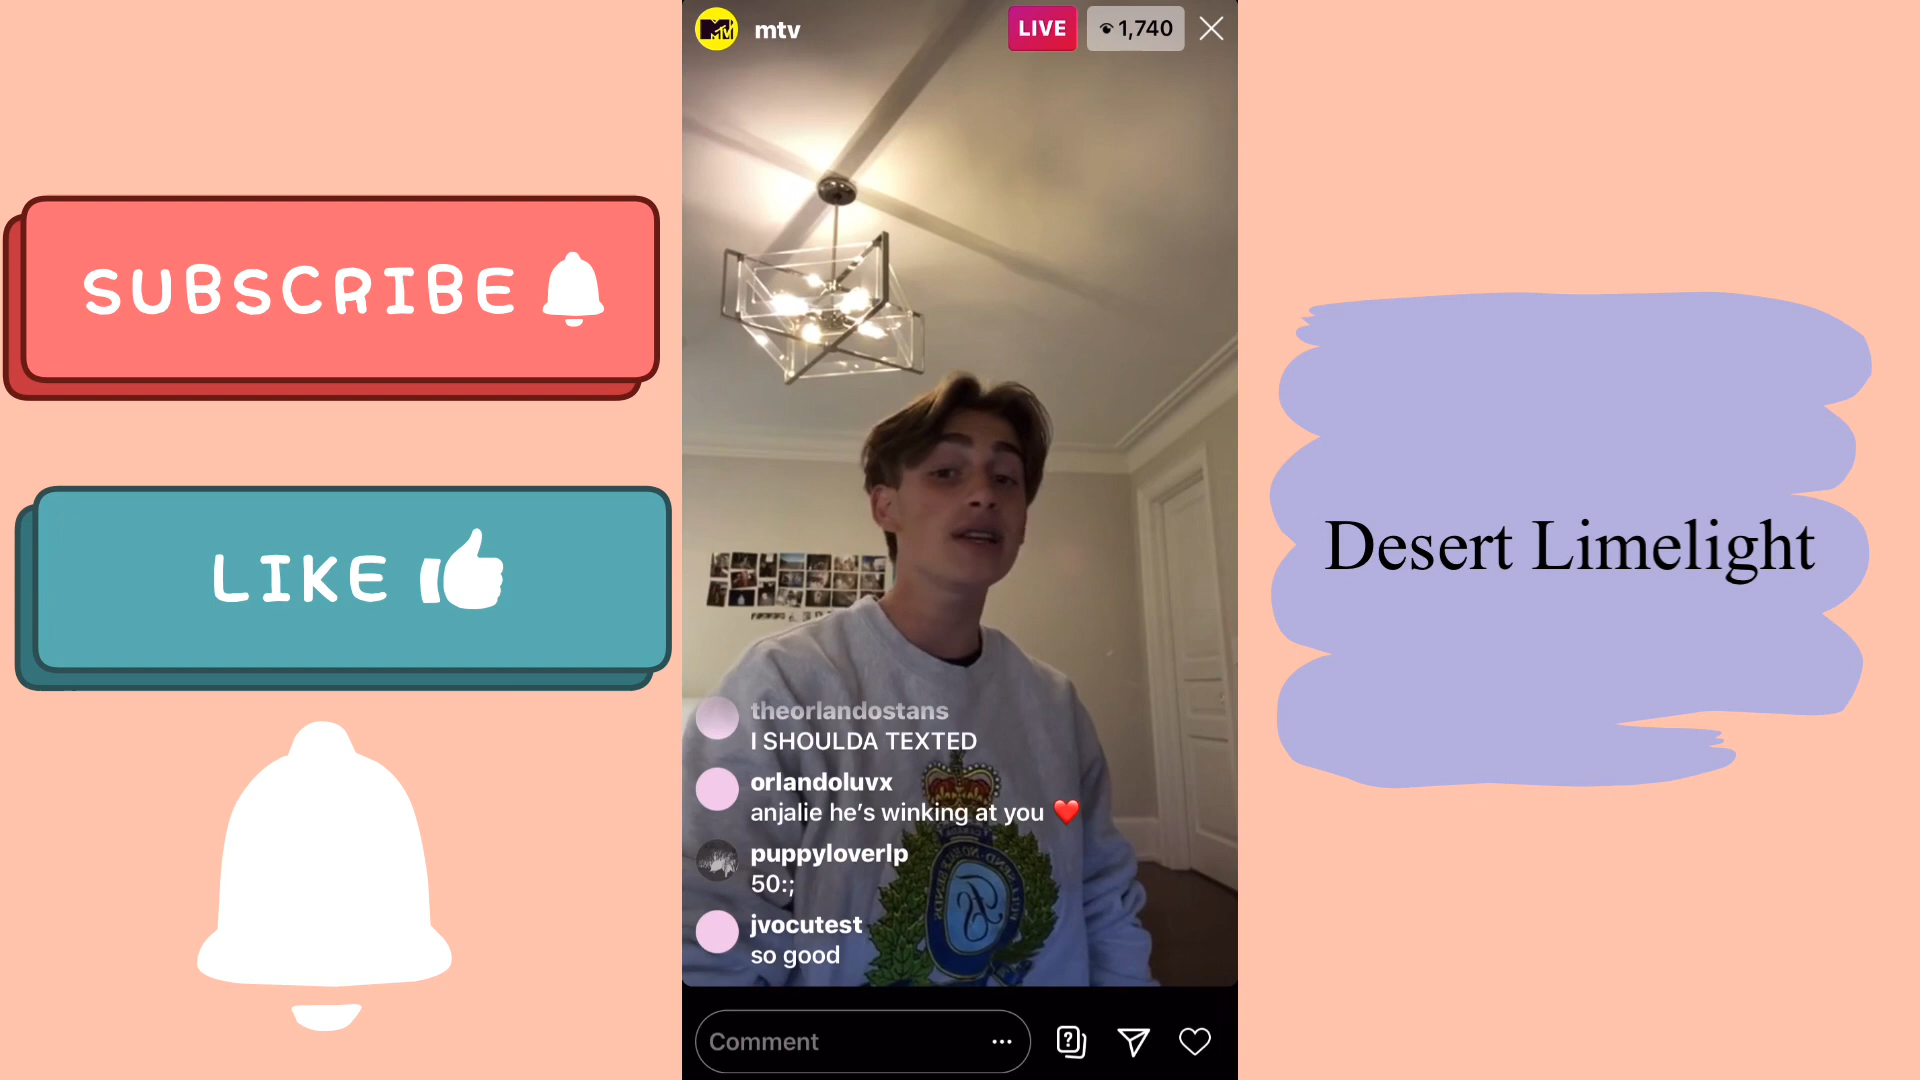 mtv
LIVE
1,740
SUBSCRIBE
LIKE
Desert Limelight
theorlandostans
I SHOULDA TEXTED
orlandoluvx
anjalie he's winking at you ❤️
puppyloverlp
50:;
jvocutest
so good
Comment